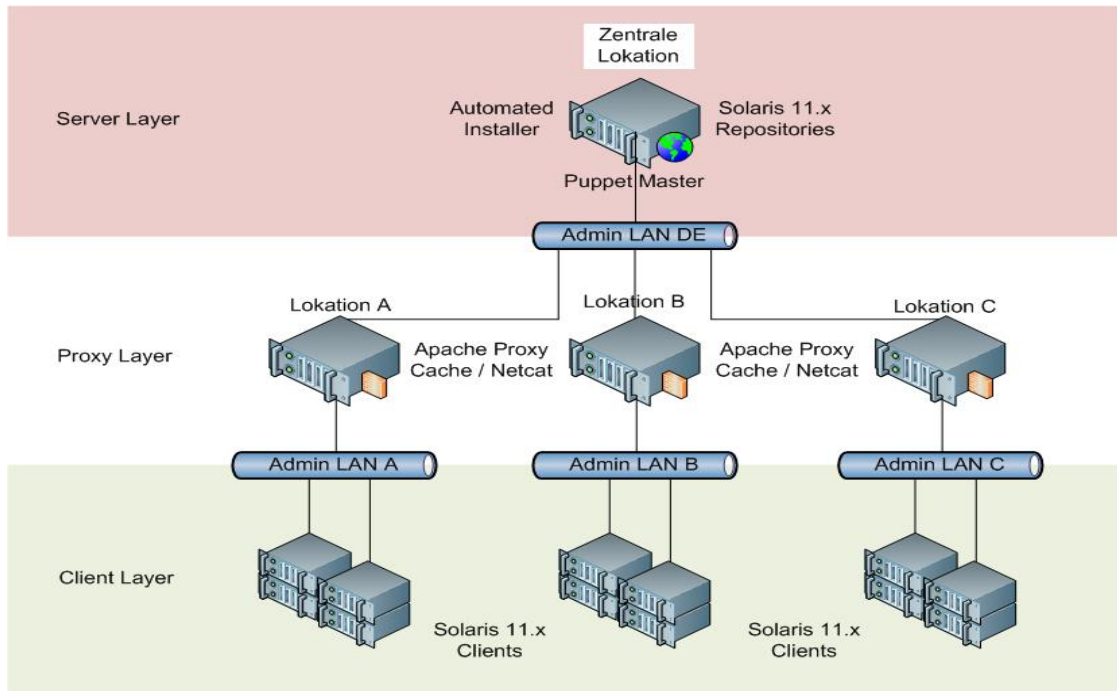 Zentrale
Lokation
Server Layer
Automated
Installer
Solaris 11.x
Repositories
Puppet Master
Admin LAN DE
Lokation A
Lokation B
Lokation C
Proxy Layer
Apache Proxy
Cache / Netcat
Apache Proxy
Cache / Netcat
Admin LAN A
Admin LAN B
Admin LAN C
Client Layer
Solaris 11.x
Clients
Solaris 11.x
Clients